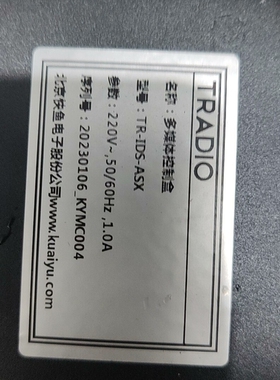 TRADIO
名称：多媒体控制盒
型号：TR-IDS-ASX
参数：220V~,50/60Hz,1.0A
序列号：20230106_KYMC004
北京快鱼电子股份公司www.kuaiyu.com